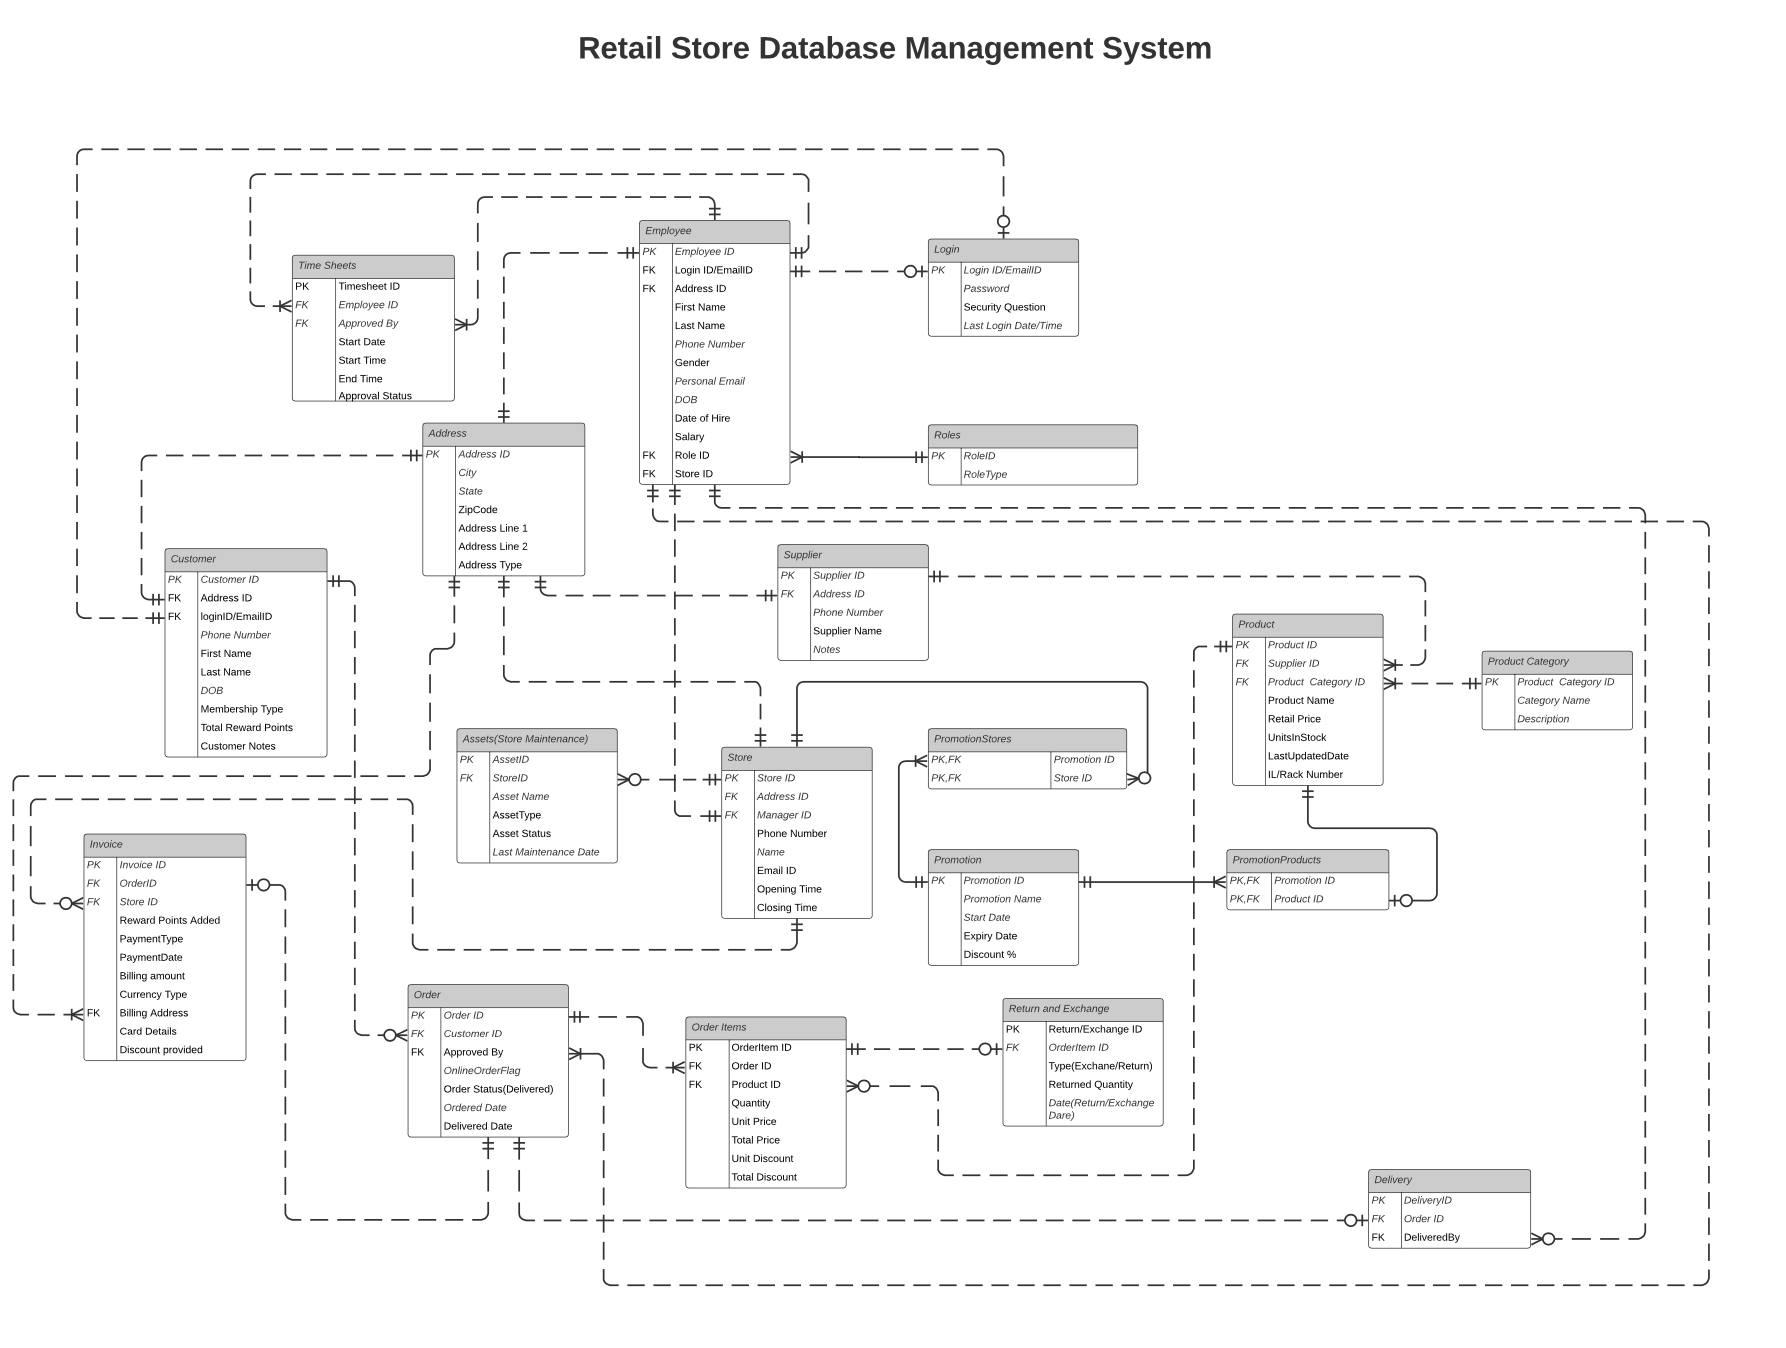 Retail Store Database Management System
Employee
PK Employee ID
FK Login ID/EmailID
FK Address ID
First Name
Last Name
Phone Number
Gender
Personal Email
DOB
Date of Hire
Salary
FK Role ID
FK Store ID
Login
PK Login ID/EmailID
Password
Security Question
Last Login Date/Time
Time Sheets
PK Timesheet ID
FK Employee ID
FK Approved By
Start Date
Start Time
End Time
Approval Status
Address
PK Address ID
City
State
ZipCode
Address Line 1
Address Line 2
Address Type
Roles
PK RoleID
RoleType
Customer
PK Customer ID
FK Address ID
FK loginID/EmailID
Phone Number
First Name
Last Name
DOB
Membership Type
Total Reward Points
Customer Notes
Supplier
PK Supplier ID
FK Address ID
Phone Number
Supplier Name
Notes
Product
PK Product ID
FK Supplier ID
FK Product Category ID
Product Name
Retail Price
UnitsInStock
LastUpdatedDate
IL/Rack Number
Product Category
PK Product Category ID
Category Name
Description
Assets(Store Maintenance)
PK AssetID
FK StoreID
Asset Name
AssetType
Asset Status
Last Maintenance Date
Store
PK Store ID
FK Address ID
FK Manager ID
Phone Number
Name
Email ID
Opening Time
Closing Time
PromotionStores
PK,FK Promotion ID
PK,FK Store ID
Invoice
PK Invoice ID
FK OrderID
FK Store ID
Reward Points Added
PaymentType
PaymentDate
Billing amount
Currency Type
FK Billing Address
Card Details
Discount provided
Promotion
PK Promotion ID
Promotion Name
Start Date
Expiry Date
Discount %
PromotionProducts
PK,FK Promotion ID
PK,FK Product ID
Order
PK Order ID
FK Customer ID
FK Approved By
OnlineOrderFlag
Order Status(Delivered)
Ordered Date
Delivered Date
Order Items
PK OrderItem ID
FK Order ID
FK Product ID
Quantity
Unit Price
Total Price
Unit Discount
Total Discount
Return and Exchange
PK Return/Exchange ID
FK OrderItem ID
Type(Exchane/Return)
Returned Quantity
Date(Return/Exchange
Dare)
Delivery
PK DeliveryID
FK Order ID
FK DeliveredBy